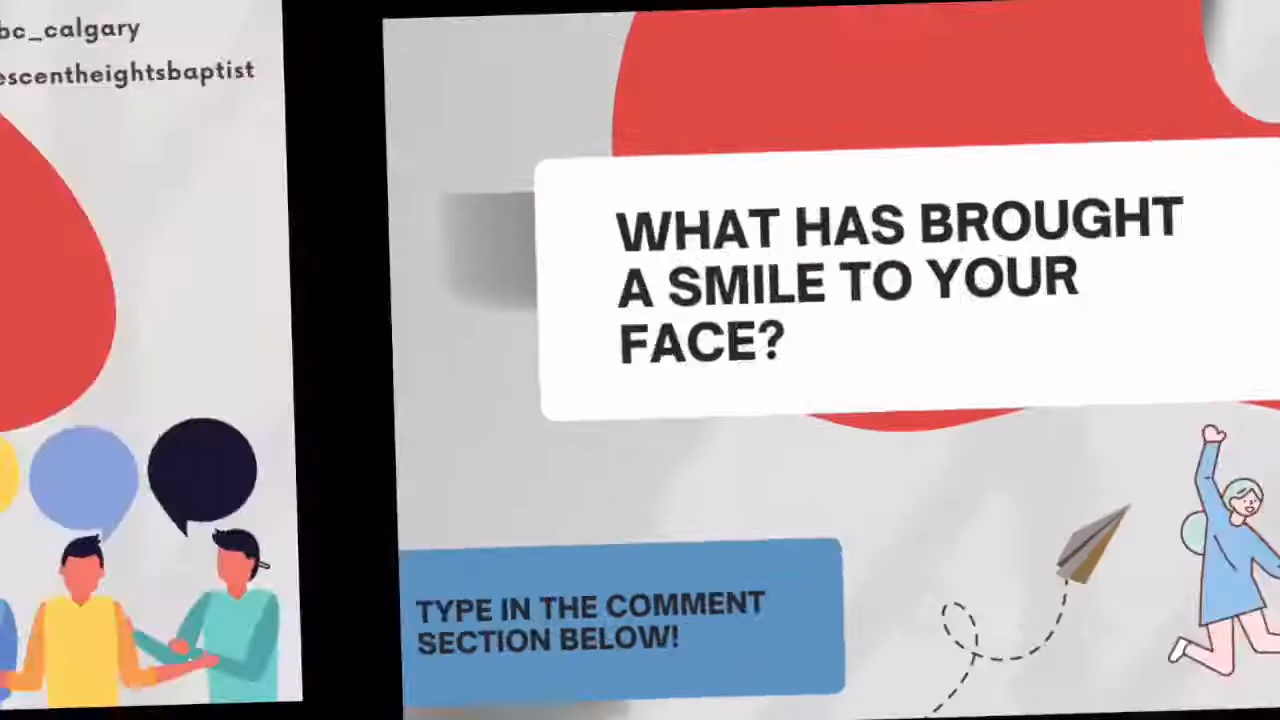 bc_calgary
escentheightsbaptist
WHAT HAS BROUGHT
A SMILE TO YOUR
FACE?
TYPE IN THE COMMENT
SECTION BELOW!